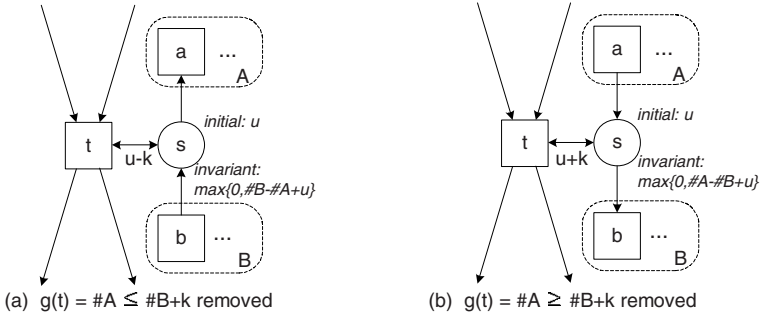 a ...
A
initial: u
t
u-k
s
invariant:
max{0,#B-#A+u}
b ...
B
(a) g(t) = #A ≤ #B+k removed
a ...
A
initial: u
t
u+k
s
invariant:
max{0,#A-#B+u}
b ...
B
(b) g(t) = #A ≥ #B+k removed